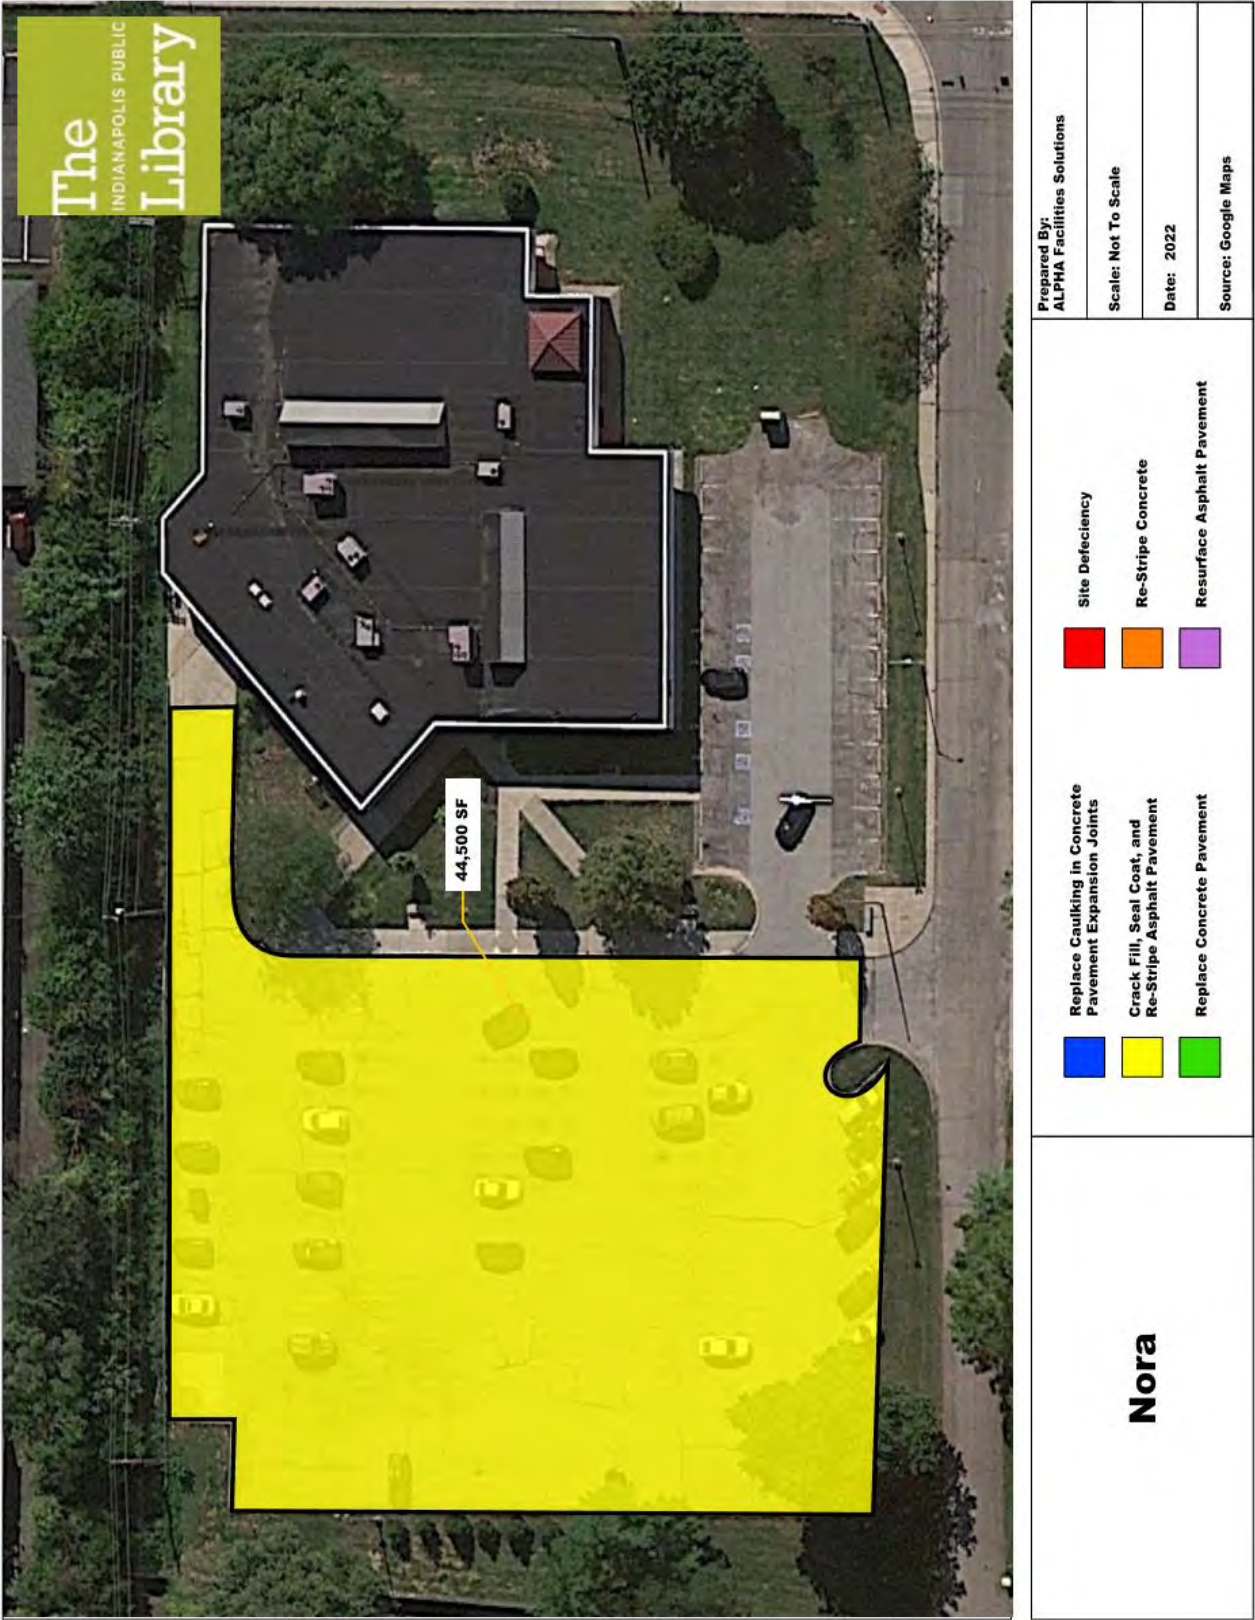 The
INDIANAPOLIS PUBLIC
Library
44,500 SF
Nora
Replace Caulking in Concrete
Pavement Expansion Joints
Crack Fill, Seal Coat, and
Re-Stripe Asphalt Pavement
Replace Concrete Pavement
Site Defeciency
Re-Stripe Concrete
Resurface Asphalt Pavement
Prepared By:
ALPHA Facilities Solutions
Scale: Not To Scale
Date: 2022
Source: Google Maps